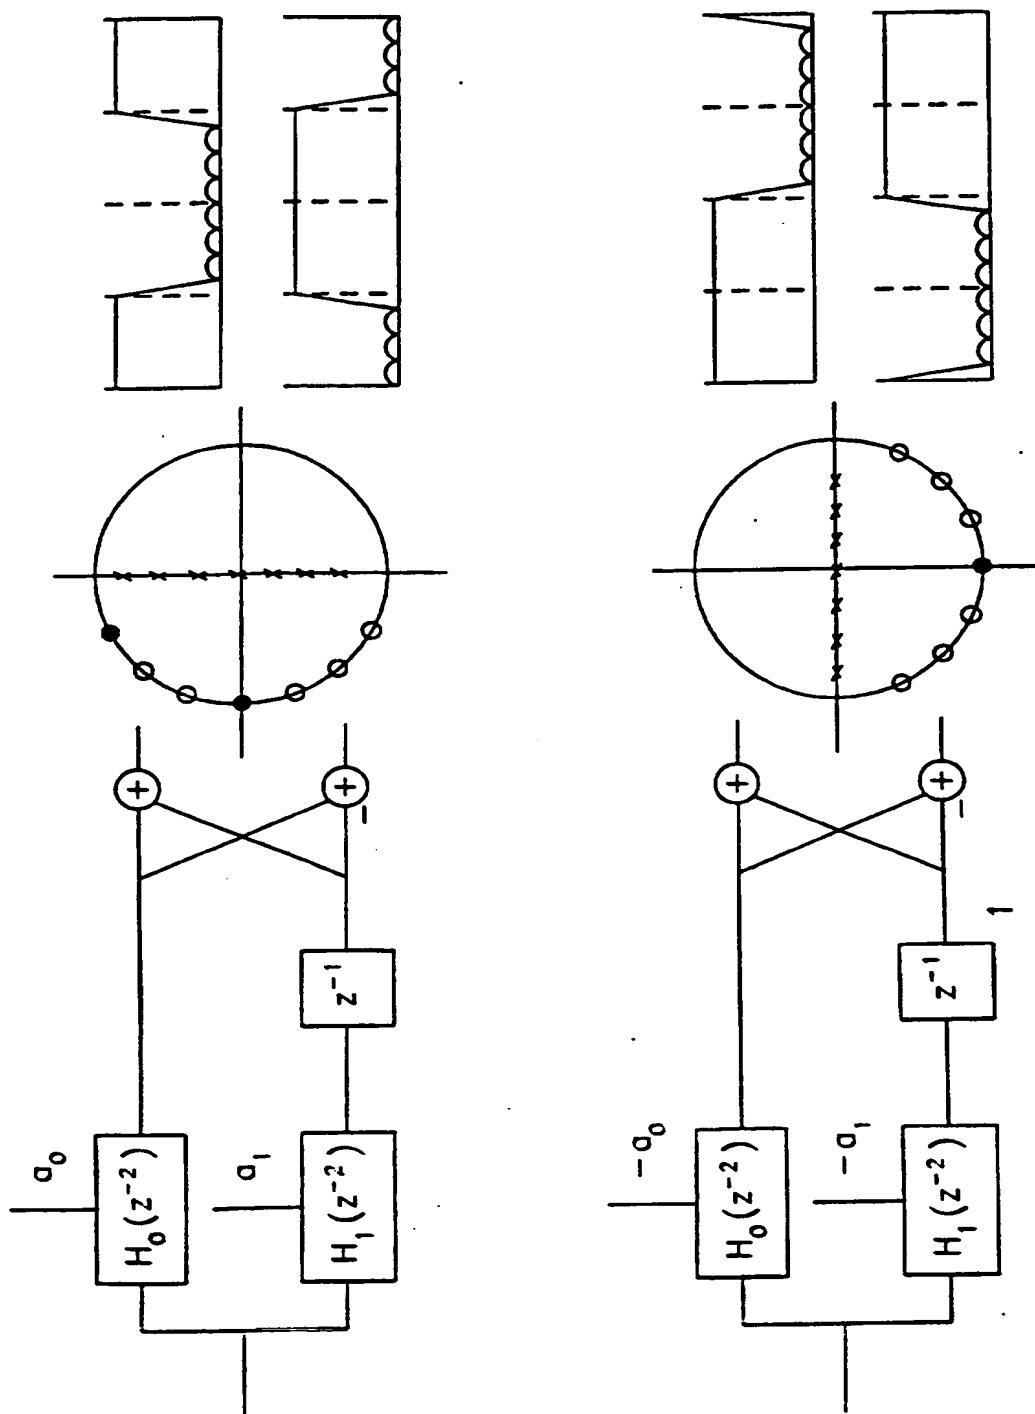 a₀
H₀(z⁻²)
a₁
H₁(z⁻²)
z⁻¹
+
+
−
−a₀
H₀(z⁻²)
−a₁
H₁(z⁻²)
z⁻¹
1
+
+
−